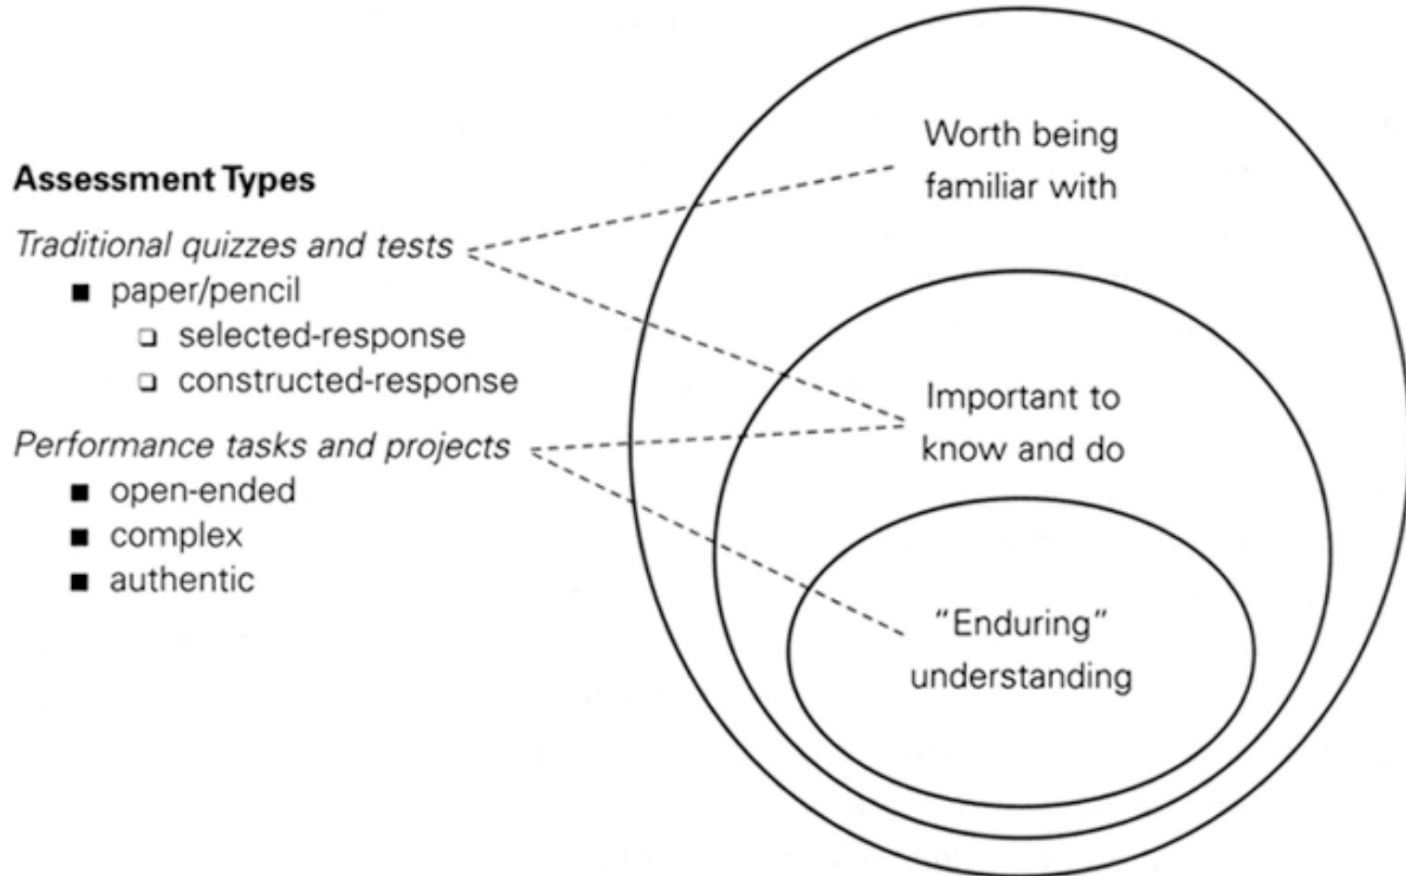 Assessment Types
Traditional quizzes and tests
■ paper/pencil
❏ selected-response
❏ constructed-response
Performance tasks and projects
■ open-ended
■ complex
■ authentic
Worth being
familiar with
Important to
know and do
“Enduring”
understanding